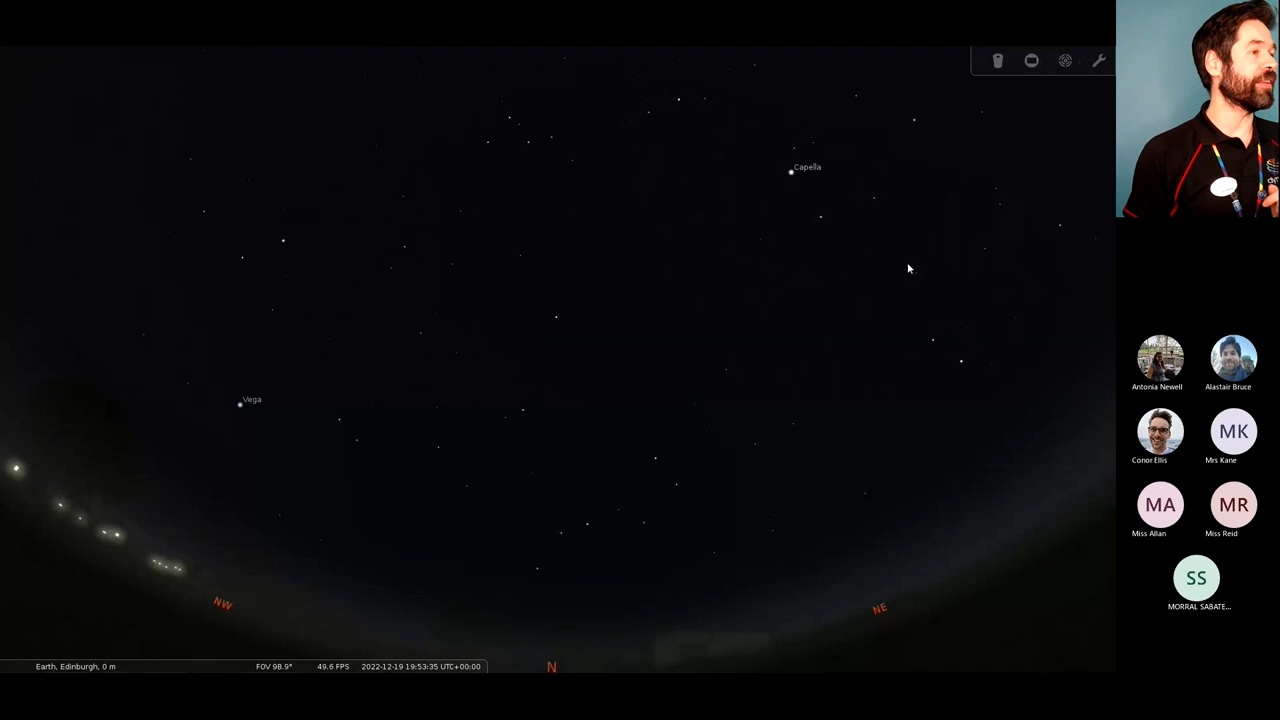 Capella
Vega
NW
NE
N
Earth, Edinburgh, 0 m
FOV 98.9°
49.6 FPS
2022-12-19 19:53:35 UTC+00:00
Antonia Newell
Alastair Bruce
Conor Ellis
MK
Mrs Kane
MA
Miss Allan
MR
Miss Reid
SS
MORRAL SABATE...